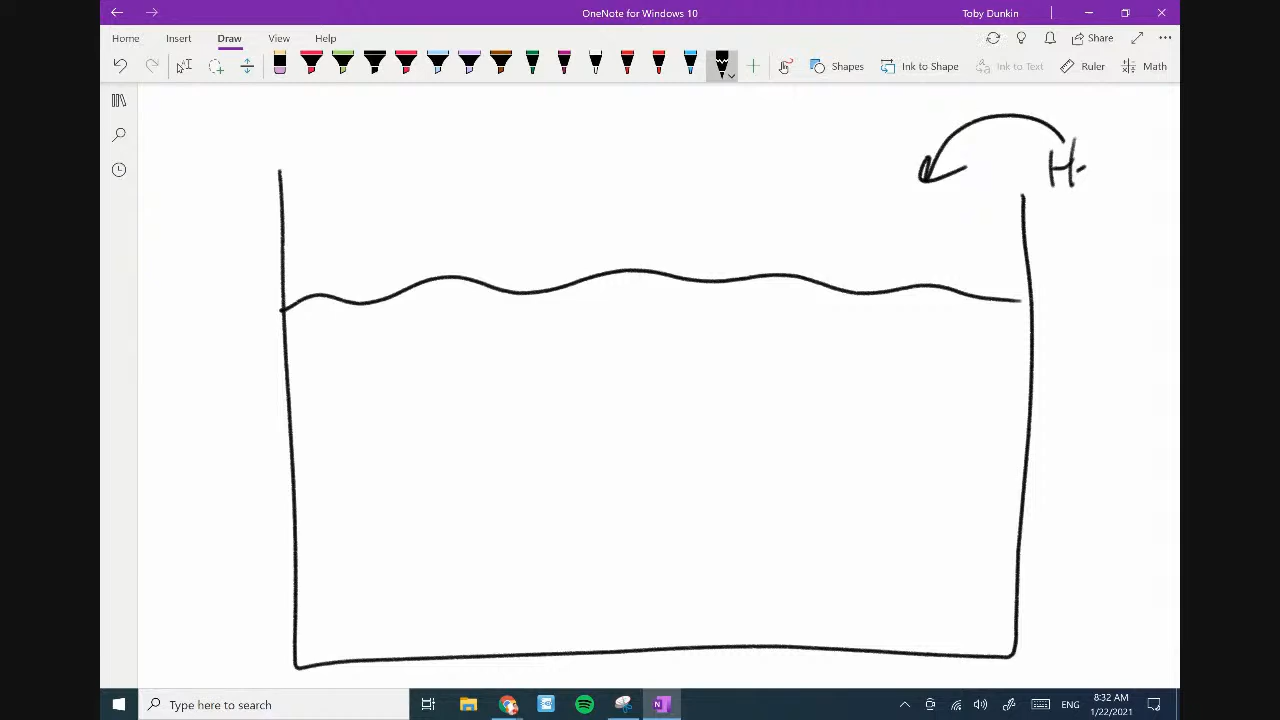 OneNote for Windows 10
Toby Dunkin
Home Insert Draw View Help
Share
Shapes Ink to Shape Ink to Text Ruler Math
H-
Type here to search
ENG
8:32 AM
1/22/2021